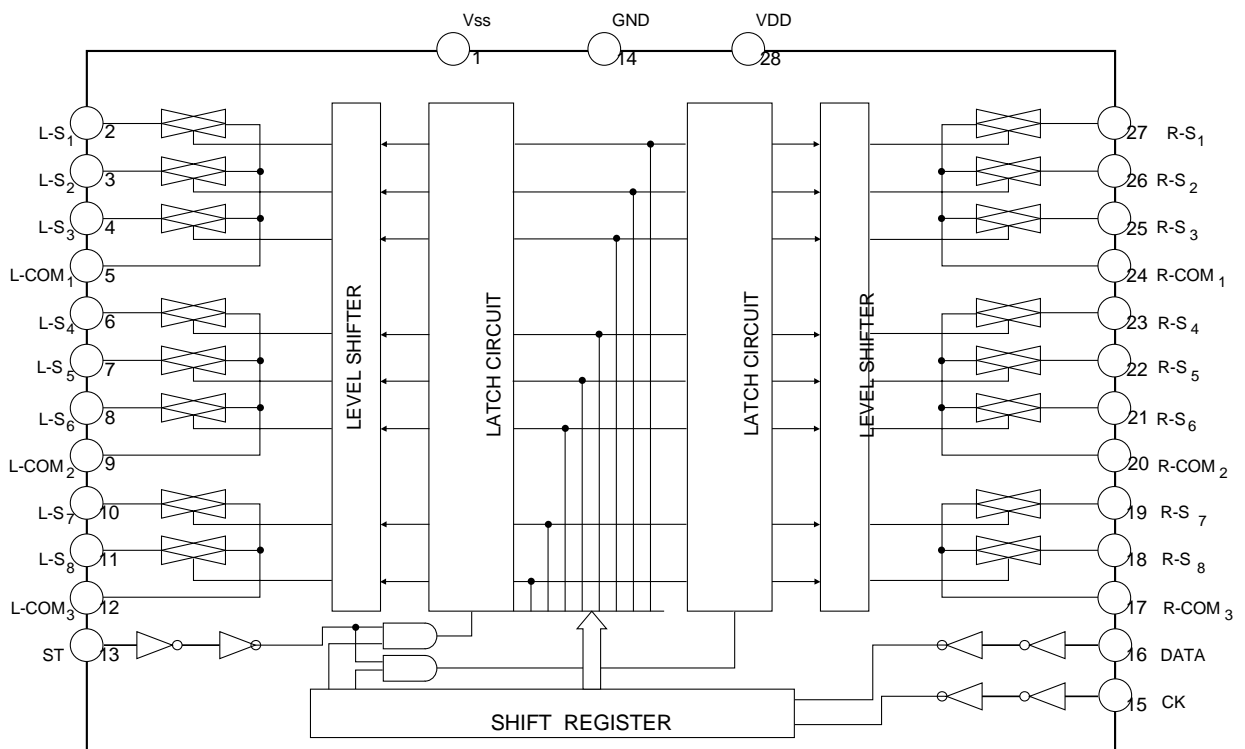 Vss GND VDD
1 14 28
L-S1 2 27 R-S1
L-S2 3 26 R-S2
L-S3 4 25 R-S3
L-COM1 5 24 R-COM1
L-S4 6 23 R-S4
L-S5 7 22 R-S5
L-S6 8 21 R-S6
L-COM2 9 20 R-COM2
L-S7 10 19 R-S7
L-S8 11 18 R-S8
L-COM3 12 17 R-COM3
ST 13 16 DATA
15 CK
LEVEL SHIFTER
LATCH CIRCUIT
LATCH CIRCUIT
LEVEL SHIFTER
SHIFT REGISTER